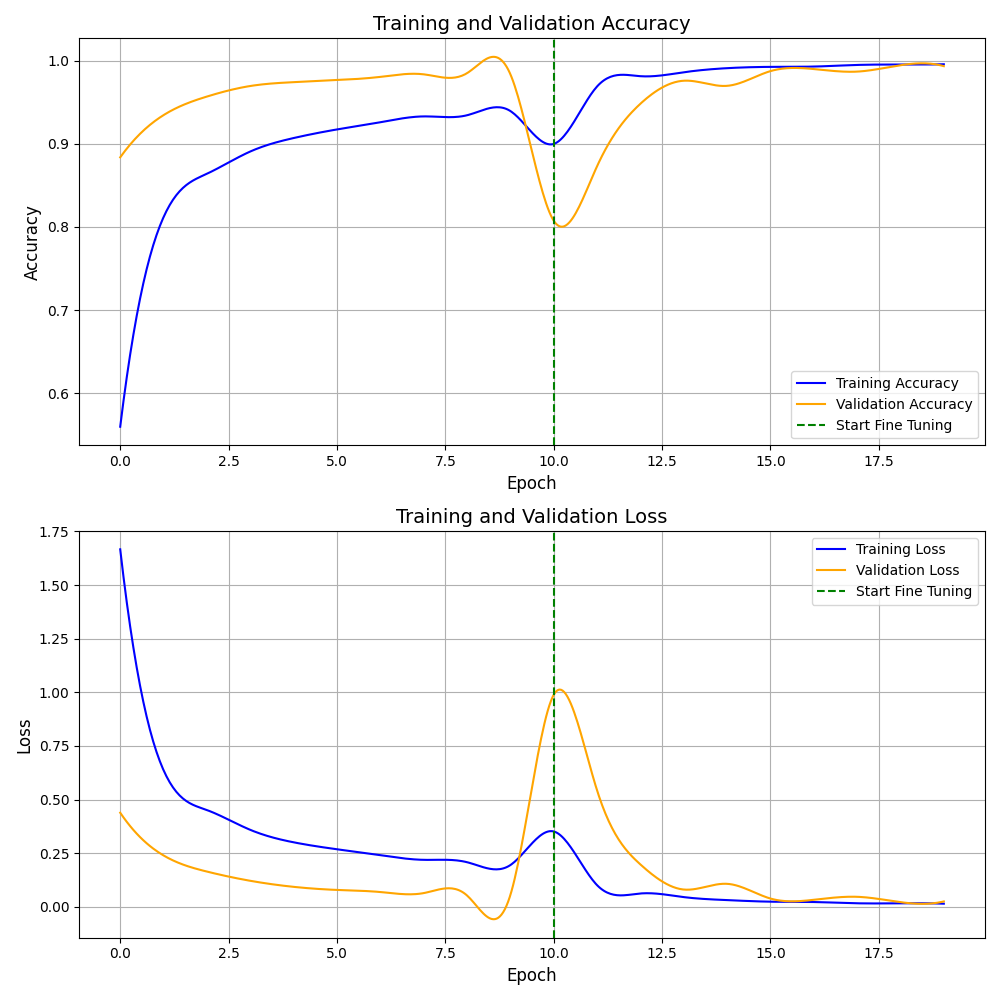 Training and Validation Accuracy
Accuracy
1.0
0.9
0.8
0.7
0.6
Training Accuracy
Validation Accuracy
Start Fine Tuning
0.0 2.5 5.0 7.5 10.0 12.5 15.0 17.5
Epoch
Training and Validation Loss
Loss
1.75
1.50
1.25
1.00
0.75
0.50
0.25
0.00
Training Loss
Validation Loss
Start Fine Tuning
0.0 2.5 5.0 7.5 10.0 12.5 15.0 17.5
Epoch